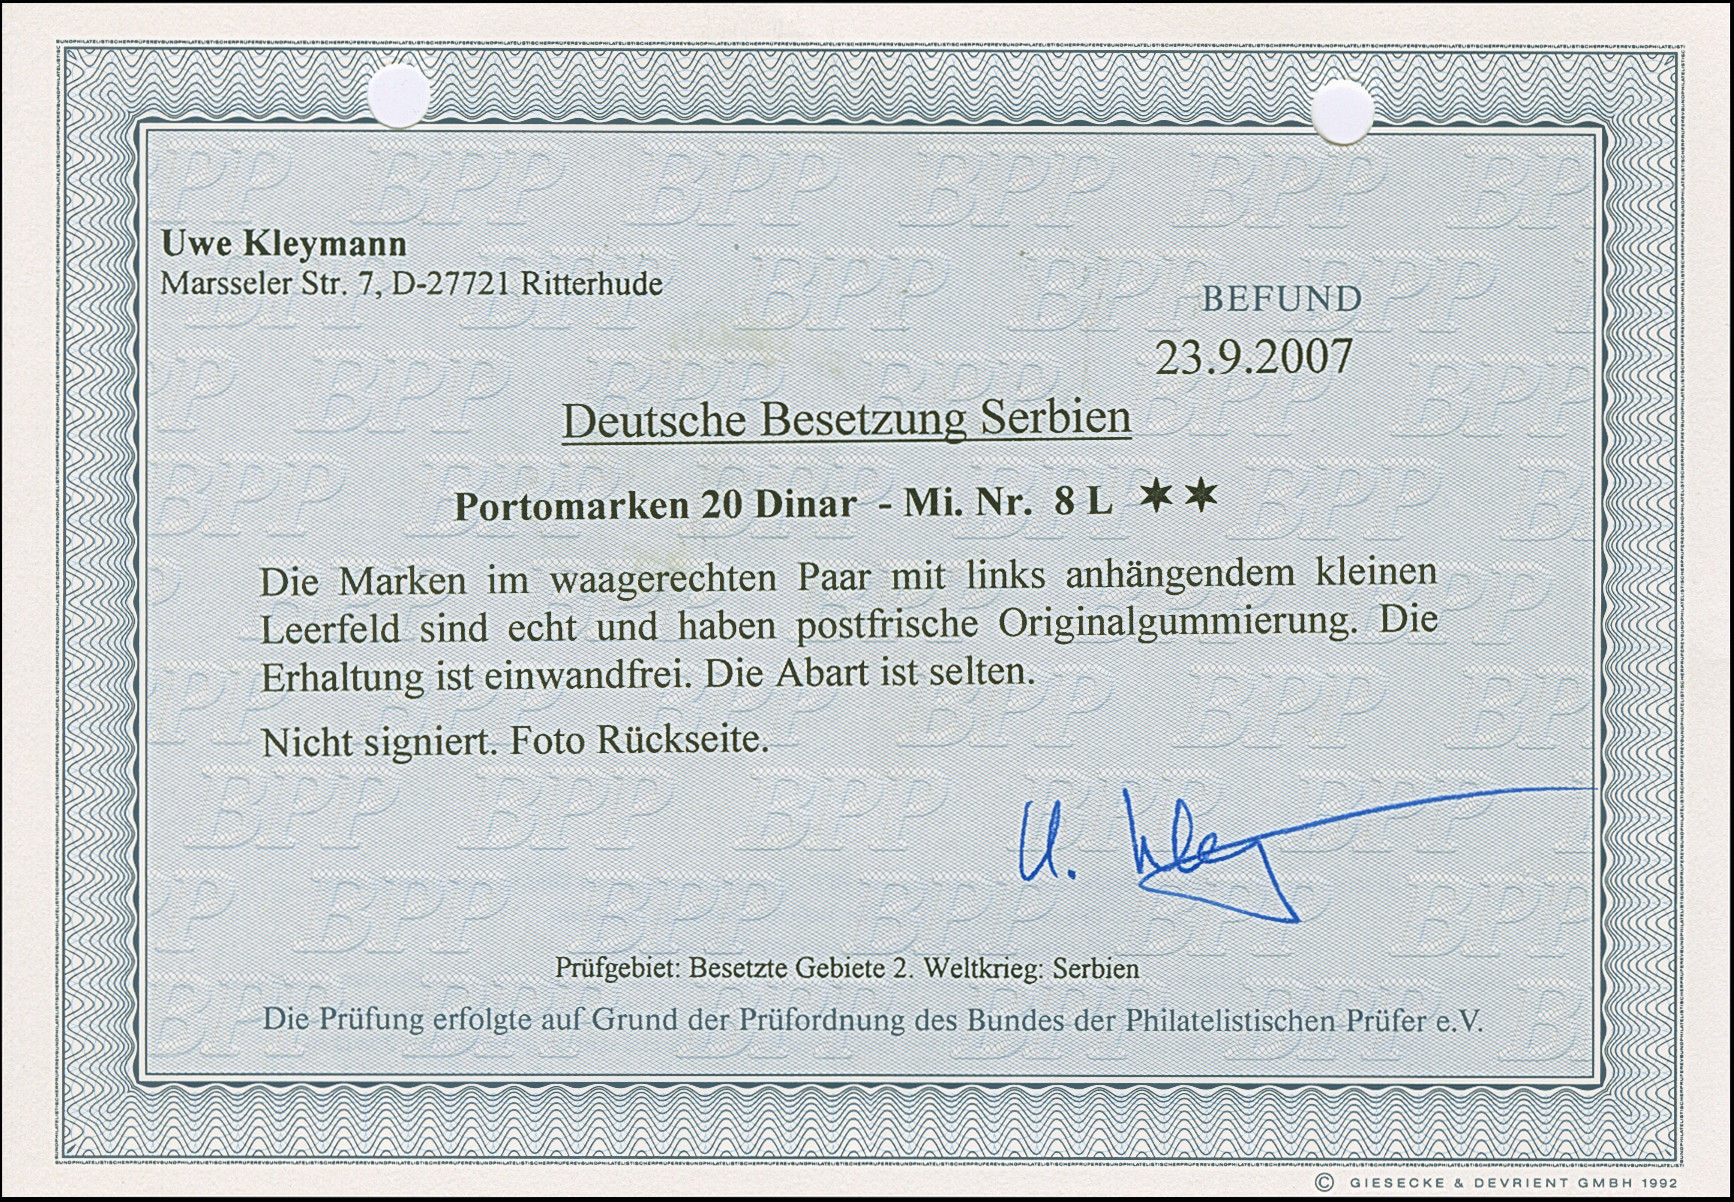 Uwe Kleymann
Marsseler Str. 7, D-27721 Ritterhude
BEFUND
23.9.2007
Deutsche Besetzung Serbien
Portomarken 20 Dinar - Mi. Nr. 8 L ✶✶
Die Marken im waagerechten Paar mit links anhängendem kleinen
Leerfeld sind echt und haben postfrische Originalgummierung. Die
Erhaltung ist einwandfrei. Die Abart ist selten.
Nicht signiert. Foto Rückseite.
U. Kley
Prüfgebiet: Besetzte Gebiete 2. Weltkrieg: Serbien
Die Prüfung erfolgte auf Grund der Prüfordnung des Bundes der Philatelistischen Prüfer e.V.
© GIESECKE & DEVRIENT GMBH 1992